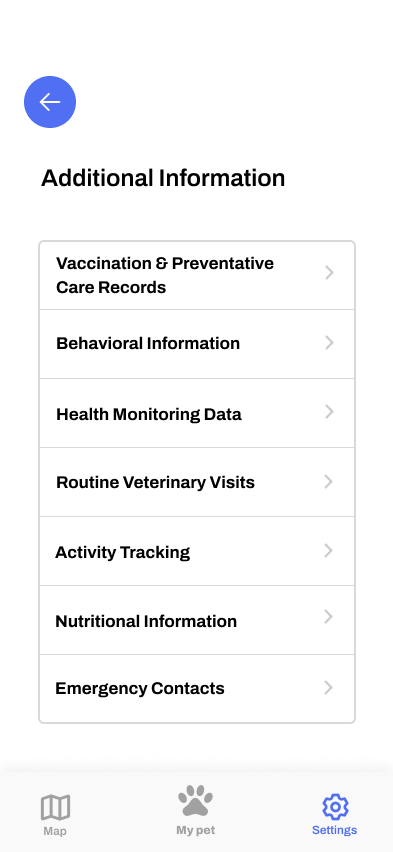 Additional Information
Vaccination & Preventative
Care Records
Behavioral Information
Health Monitoring Data
Routine Veterinary Visits
Activity Tracking
Nutritional Information
Emergency Contacts
Map
My pet
Settings